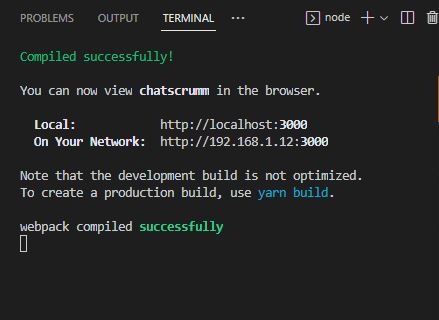 PROBLEMS OUTPUT TERMINAL ··· node
Compiled successfully!
You can now view chatscrumm in the browser.
Local: http://localhost:3000
On Your Network: http://192.168.1.12:3000
Note that the development build is not optimized.
To create a production build, use yarn build.
webpack compiled successfully